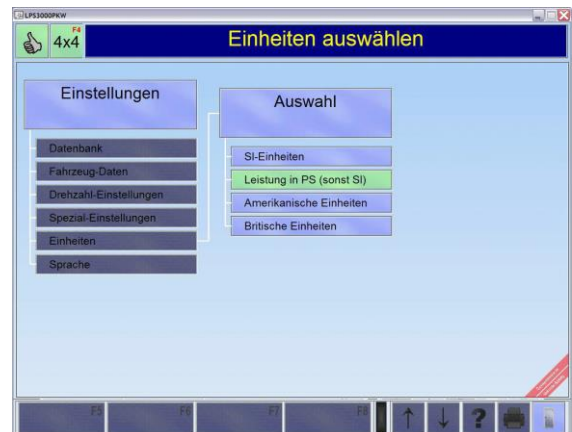 LPS3000PKW
F4
4x4
Einheiten auswählen
Einstellungen
Datenbank
Fahrzeug-Daten
Drehzahl-Einstellungen
Spezial-Einstellungen
Einheiten
Sprache
Auswahl
SI-Einheiten
Leistung in PS (sonst SI)
Amerikanische Einheiten
Britische Einheiten
F5 F6 F7 F8
?